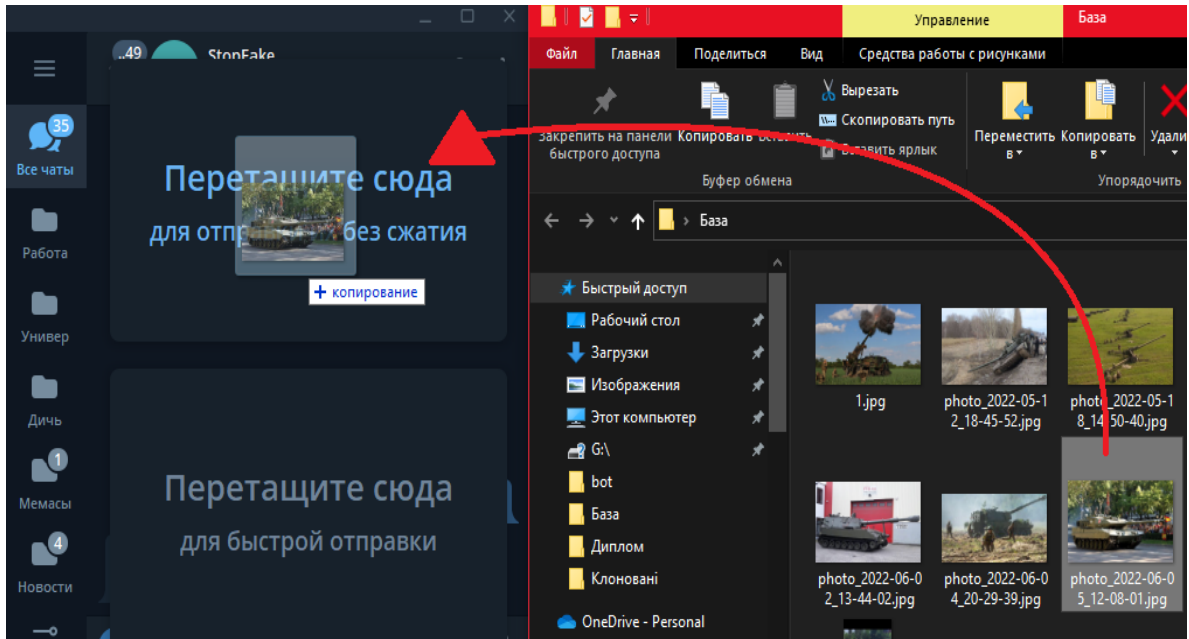 ..49
StopFake
35
Все чаты
Работа
Универ
Дичь
1
Мемасы
4
Новости
Перетащите сюда
для отпр без сжатия
+ копирование
Перетащите сюда
для быстрой отправки
Управление
База
Файл
Главная
Поделиться
Вид
Средства работы с рисунками
Закрепить на панели
быстрого доступа
Копировать
Вставить
Вырезать
Скопировать путь
Вставить ярлык
Буфер обмена
Переместить
в
Копировать
в
Удали
Упорядочить
База
Быстрый доступ
Рабочий стол
Загрузки
Изображения
Этот компьютер
G:\
bot
База
Диплом
Клоновані
OneDrive - Personal
1.jpg
photo_2022-05-1
2_18-45-52.jpg
photo_2022-05-1
8_14-50-40.jpg
photo_2022-06-0
2_13-44-02.jpg
photo_2022-06-0
4_20-29-39.jpg
photo_2022-06-0
5_12-08-01.jpg